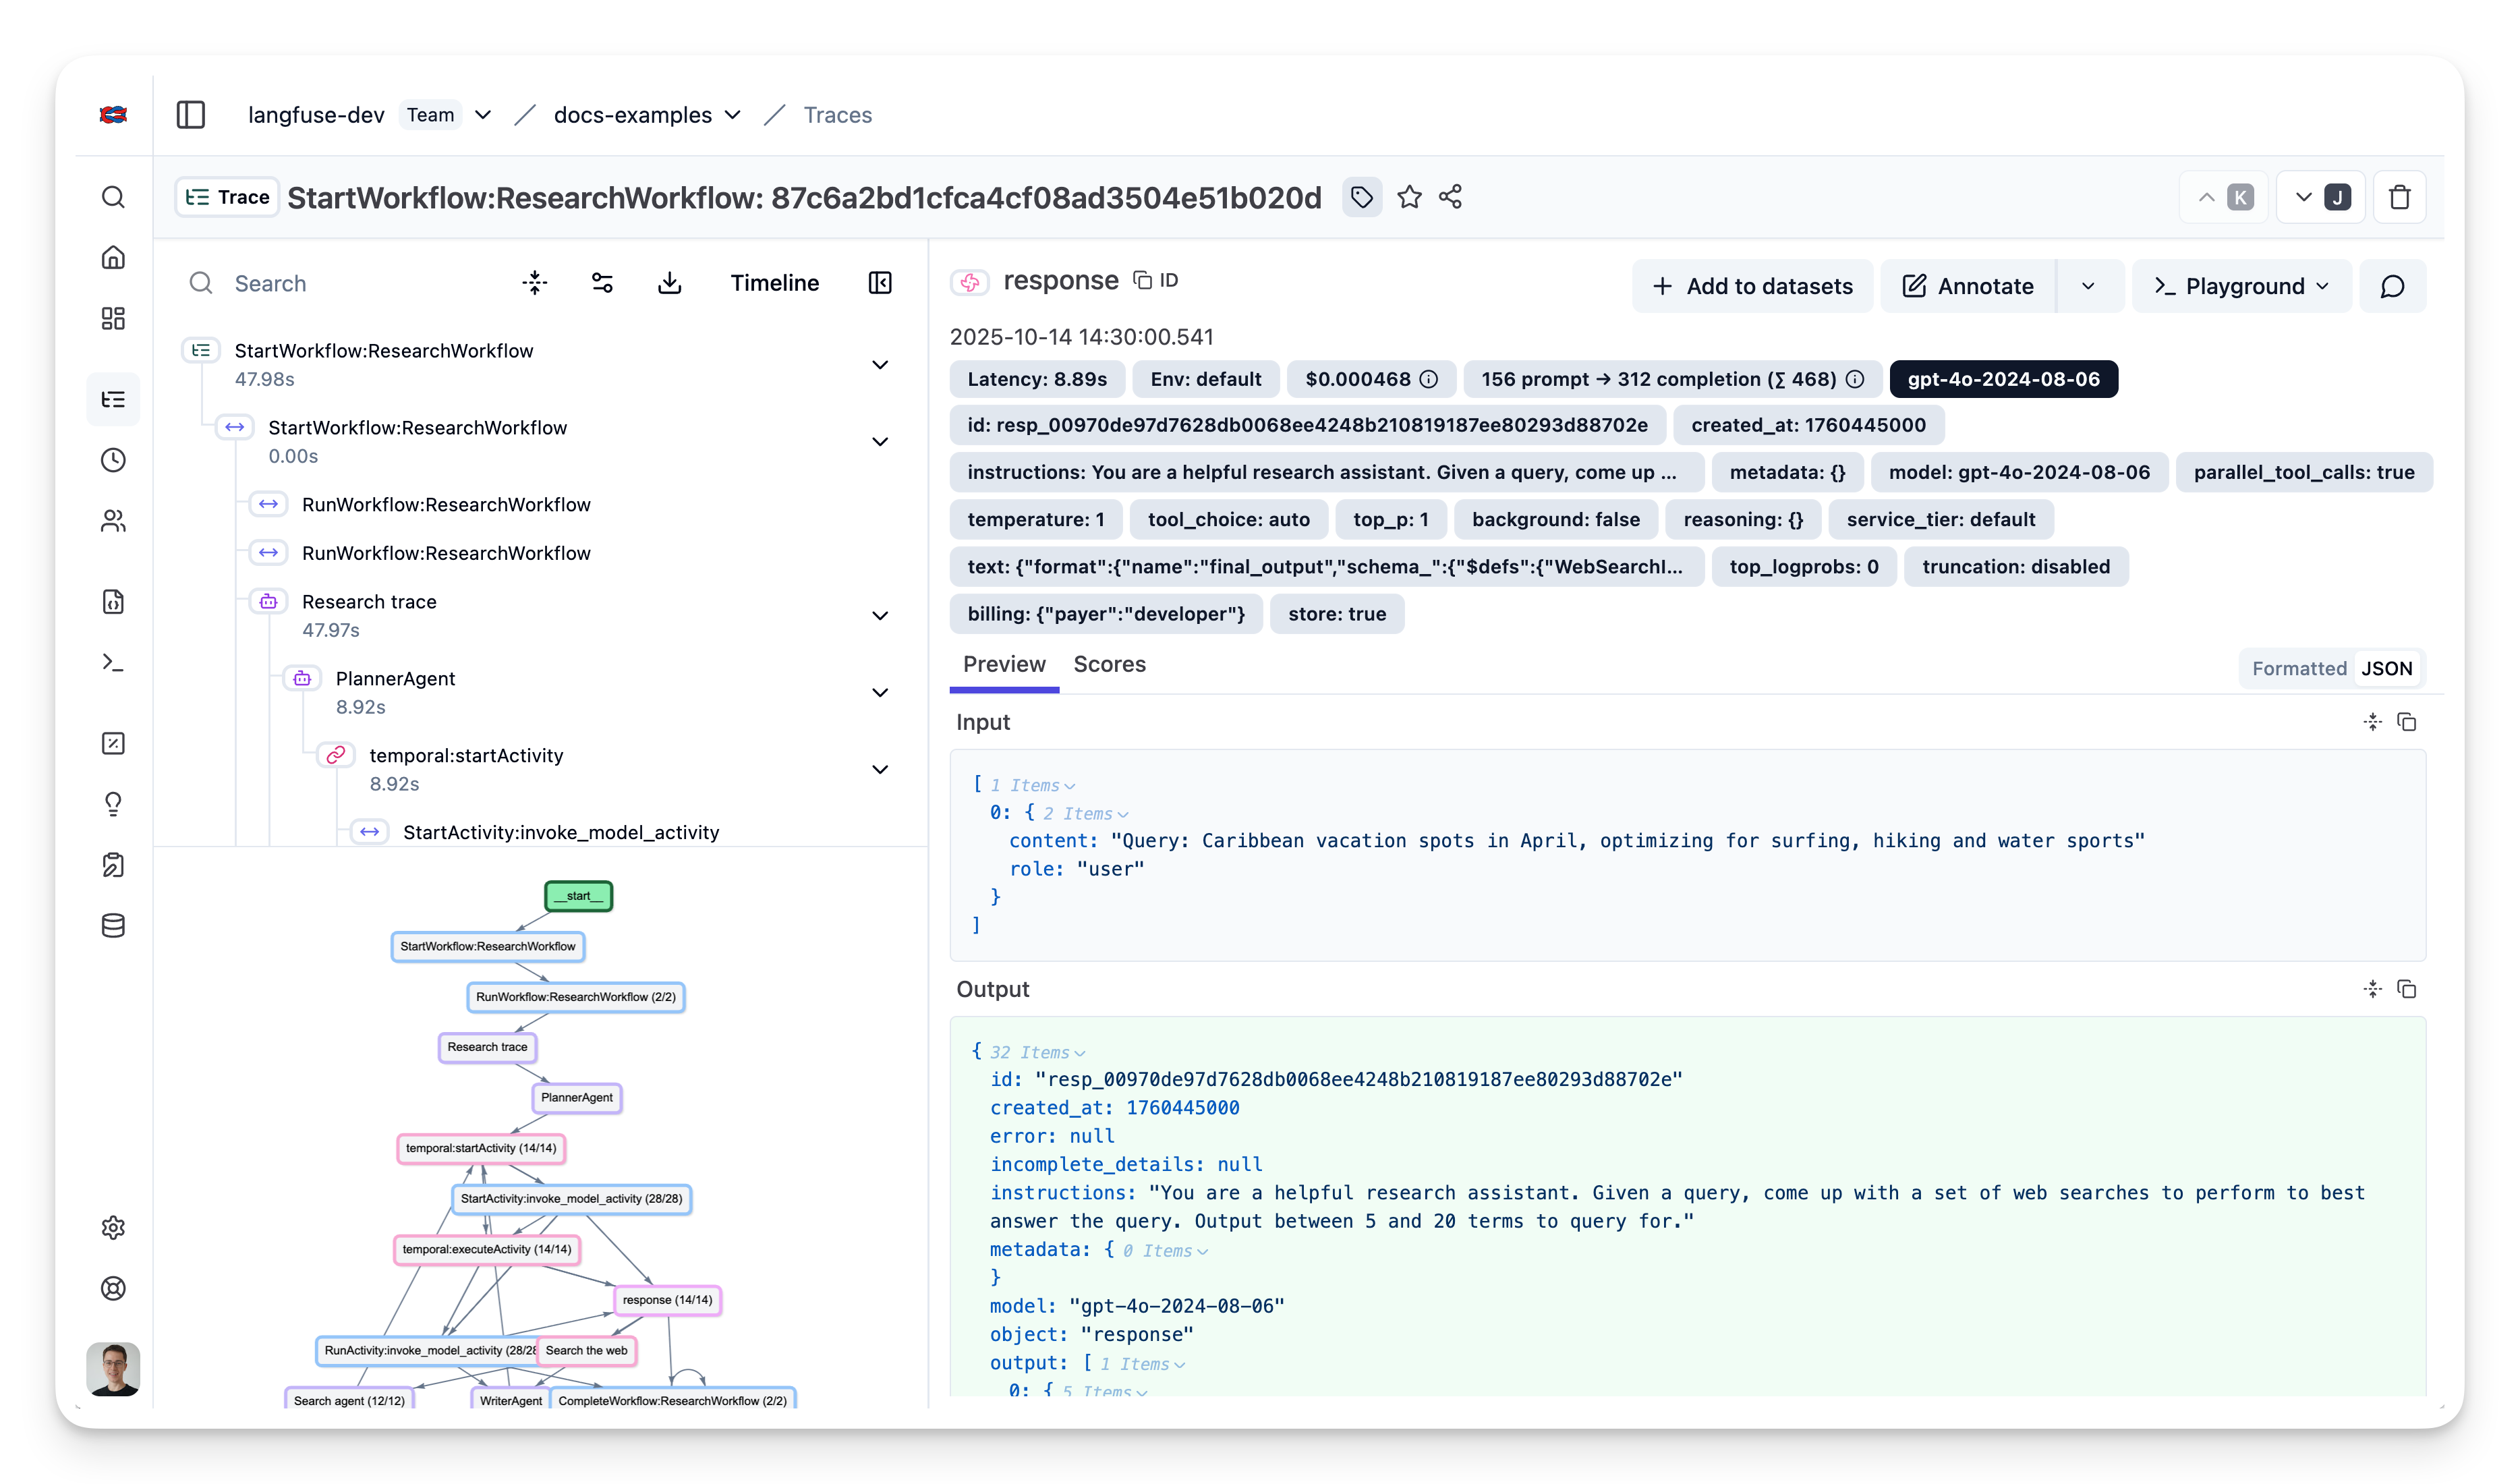 langfuse-dev Team / docs-examples / Traces
Trace StartWorkflow:ResearchWorkflow: 87c6a2bd1cfca4cf08ad3504e51b020d
K J
Search Timeline
StartWorkflow:ResearchWorkflow
47.98s
StartWorkflow:ResearchWorkflow
0.00s
RunWorkflow:ResearchWorkflow
RunWorkflow:ResearchWorkflow
Research trace
47.97s
PlannerAgent
8.92s
temporal:startActivity
8.92s
StartActivity:invoke_model_activity
__start__
StartWorkflow:ResearchWorkflow
RunWorkflow:ResearchWorkflow (2/2)
Research trace
PlannerAgent
temporal:startActivity (14/14)
StartActivity:invoke_model_activity (28/28)
temporal:executeActivity (14/14)
response (14/14)
RunActivity:invoke_model_activity (28/28
Search the web
Search agent (12/12)
WriterAgent
CompleteWorkflow:ResearchWorkflow (2/2)
response ID
+ Add to datasets Annotate Playground
2025-10-14 14:30:00.541
Latency: 8.89s Env: default $0.000468 156 prompt → 312 completion (∑ 468) gpt-4o-2024-08-06
id: resp_00970de97d7628db0068ee4248b210819187ee80293d88702e created_at: 1760445000
instructions: You are a helpful research assistant. Given a query, come up ... metadata: {} model: gpt-4o-2024-08-06 parallel_tool_calls: true
temperature: 1 tool_choice: auto top_p: 1 background: false reasoning: {} service_tier: default
text: {"format":{"name":"final_output","schema_":{"$defs":{"WebSearchI... top_logprobs: 0 truncation: disabled
billing: {"payer":"developer"} store: true
Preview Scores Formatted JSON
Input
[ 1 Items
0: { 2 Items
content: "Query: Caribbean vacation spots in April, optimizing for surfing, hiking and water sports"
role: "user"
}
]
Output
{ 32 Items
id: "resp_00970de97d7628db0068ee4248b210819187ee80293d88702e"
created_at: 1760445000
error: null
incomplete_details: null
instructions: "You are a helpful research assistant. Given a query, come up with a set of web searches to perform to best
answer the query. Output between 5 and 20 terms to query for."
metadata: { 0 Items
}
model: "gpt-4o-2024-08-06"
object: "response"
output: [ 1 Items
0: { 5 Items